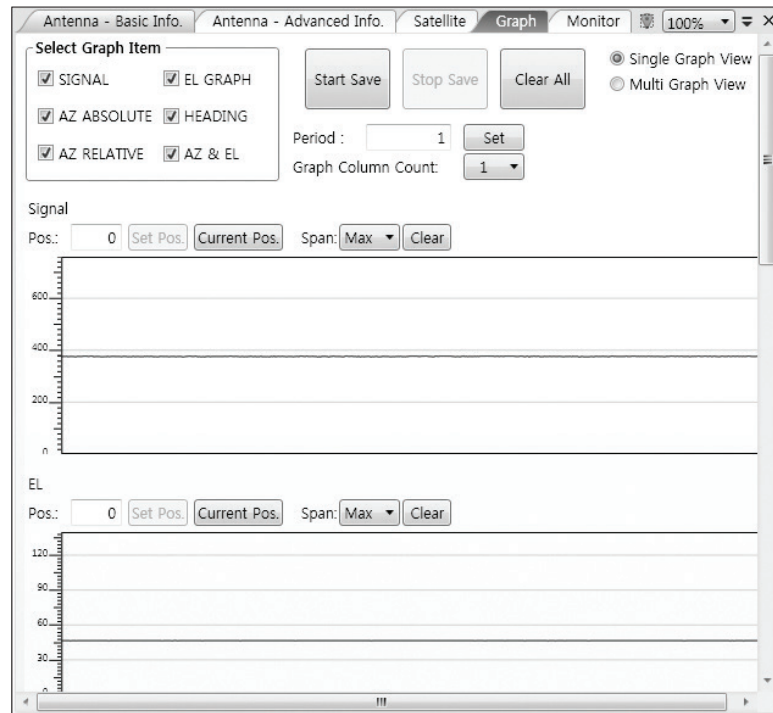 Antenna - Basic Info. Antenna - Advanced Info. Satellite Graph Monitor 100%
Select Graph Item
SIGNAL EL GRAPH
AZ ABSOLUTE HEADING
AZ RELATIVE AZ & EL
Start Save Stop Save Clear All
Single Graph View
Multi Graph View
Period : 1 Set
Graph Column Count: 1
Signal
Pos.: 0 Set Pos. Current Pos. Span: Max Clear
600
400
200
0
EL
Pos.: 0 Set Pos. Current Pos. Span: Max Clear
120
90
60
30
0